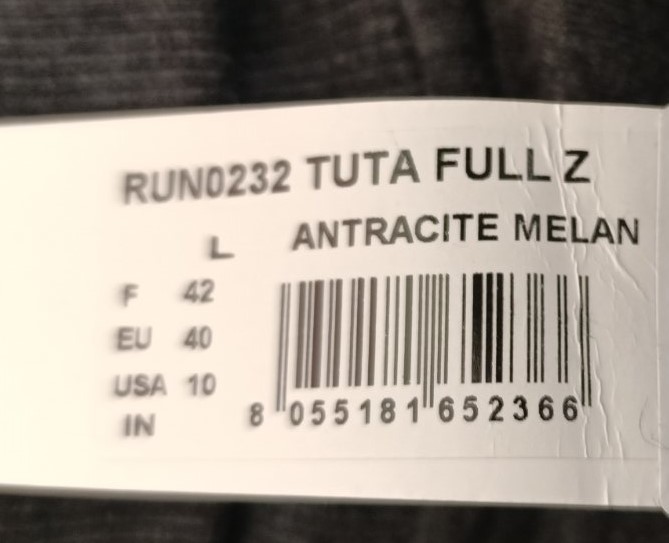 RUN0232 TUTA FULL Z
L ANTRACITE MELAN
F 42
EU 40
USA 10
IN
8 055181 652366